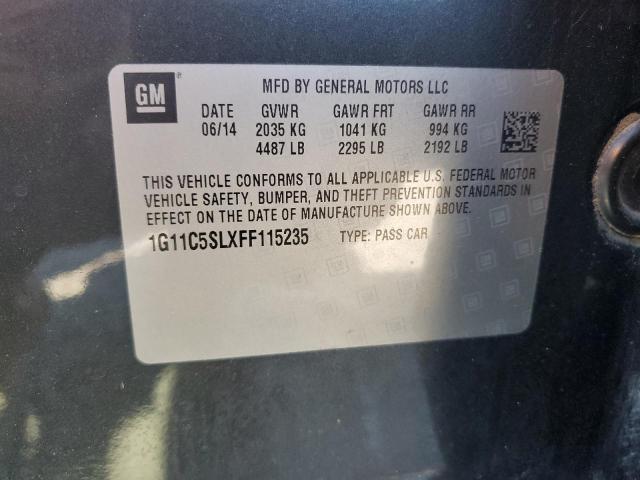 GM
MFD BY GENERAL MOTORS LLC
DATE GVWR GAWR FRT GAWR RR
06/14 2035 KG 1041 KG 994 KG
4487 LB 2295 LB 2192 LB
THIS VEHICLE CONFORMS TO ALL APPLICABLE U.S. FEDERAL MOTOR
VEHICLE SAFETY, BUMPER, AND THEFT PREVENTION STANDARDS IN
EFFECT ON THE DATE OF MANUFACTURE SHOWN ABOVE.
1G11C5SLXFF115235 TYPE: PASS CAR